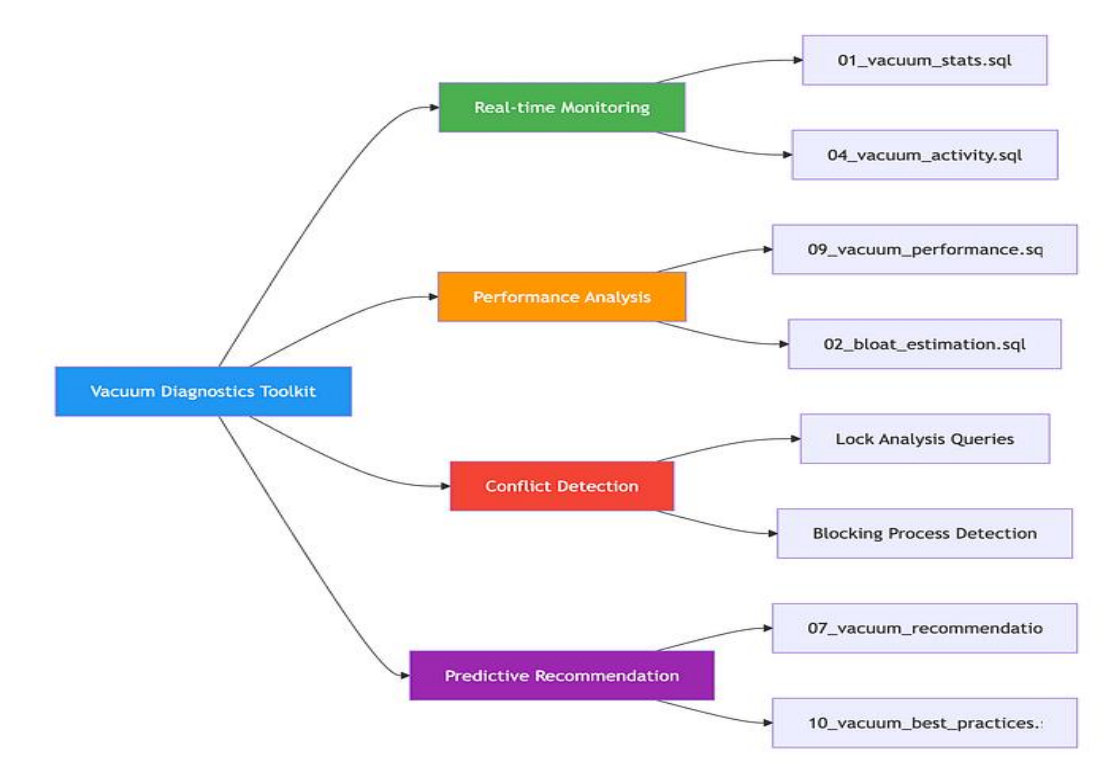 Vacuum Diagnostics Toolkit
Real-time Monitoring
01_vacuum_stats.sql
04_vacuum_activity.sql
Performance Analysis
09_vacuum_performance.sq
02_bloat_estimation.sql
Conflict Detection
Lock Analysis Queries
Blocking Process Detection
Predictive Recommendation
07_vacuum_recommendatio
10_vacuum_best_practices.